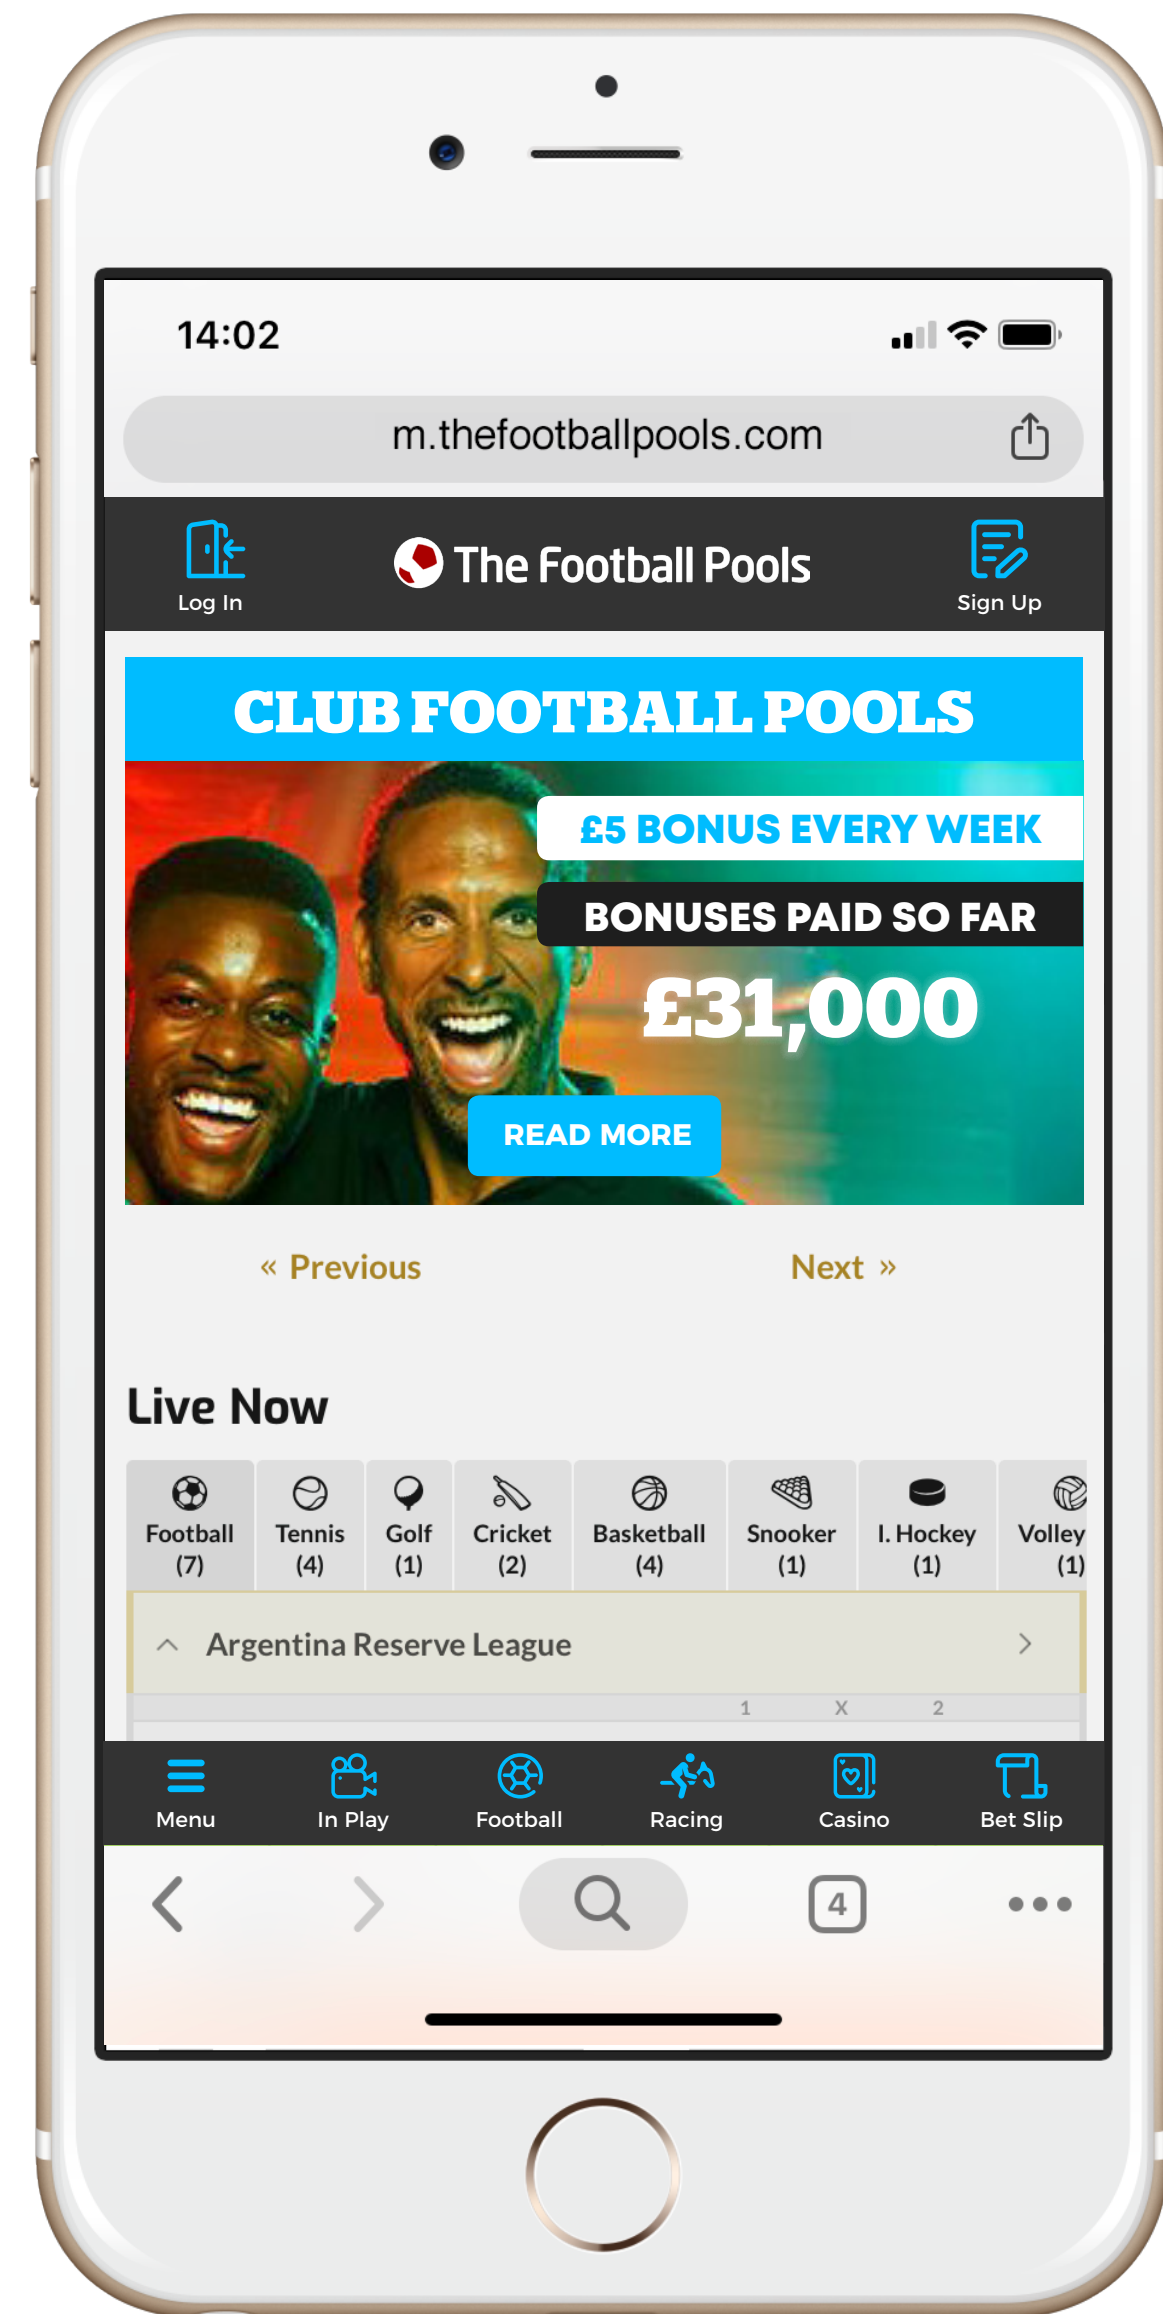 14:02
m.thefootballpools.com
Log In
The Football Pools
Sign Up
CLUB FOOTBALL POOLS
£5 BONUS EVERY WEEK
BONUSES PAID SO FAR
£31,000
READ MORE
« Previous
Next »
Live Now
Football Tennis Golf Cricket Basketball Snooker I. Hockey Volley
(7) (4) (1) (2) (4) (1) (1) (1)
Argentina Reserve League
1 X 2
Menu In Play Football Racing Casino Bet Slip
4